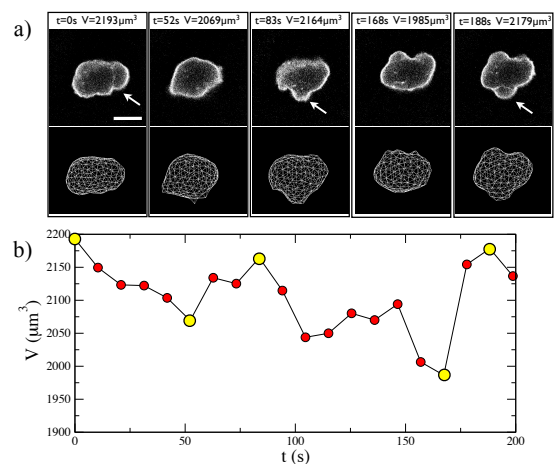 a)
t=0s V=2193μm³
t=52s V=2069μm³
t=83s V=2164μm³
t=168s V=1985μm³
t=188s V=2179μm³
b)
V (μm³)
2200
2150
2100
2050
2000
1950
1900
0
50
100
150
200
t (s)